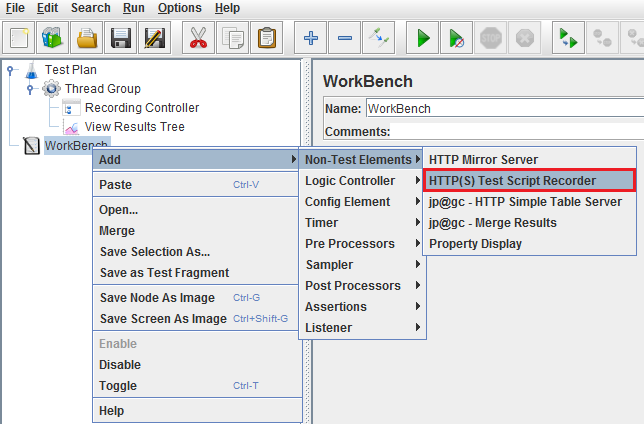 File Edit Search Run Options Help
Test Plan
Thread Group
Recording Controller
View Results Tree
WorkBench
WorkBench
Name: WorkBench
Comments:
Add
Paste Ctrl-V
Open...
Merge
Save Selection As...
Save as Test Fragment
Save Node As Image Ctrl-G
Save Screen As Image Ctrl+Shift-G
Enable
Disable
Toggle Ctrl-T
Help
Non-Test Elements
Logic Controller
Config Element
Timer
Pre Processors
Sampler
Post Processors
Assertions
Listener
HTTP Mirror Server
HTTP(S) Test Script Recorder
jp@gc - HTTP Simple Table Server
jp@gc - Merge Results
Property Display